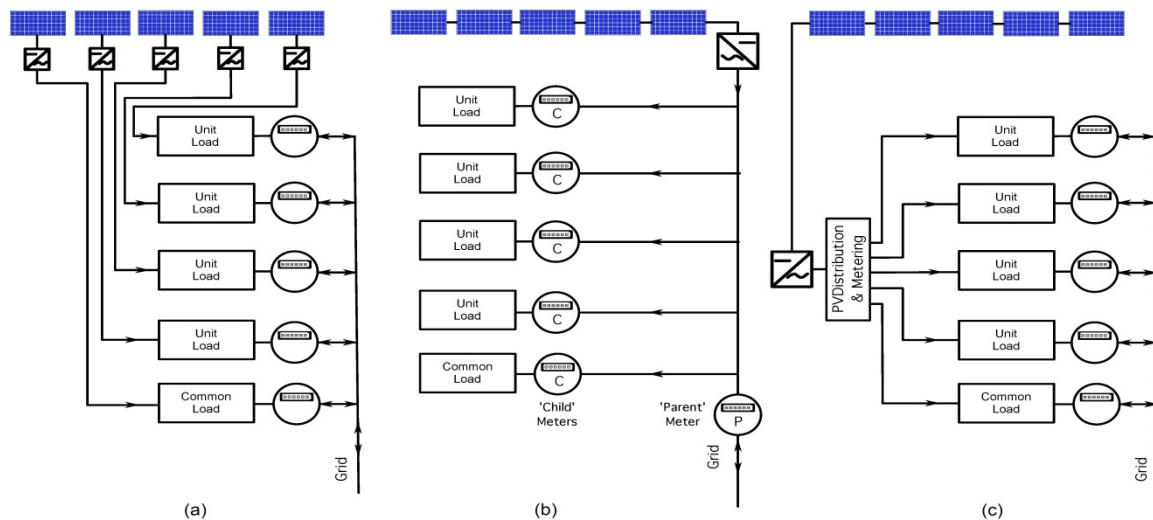 Unit
Load
Unit
Load
Unit
Load
Unit
Load
Common
Load
Grid
(a)
Unit
Load
C
Unit
Load
C
Unit
Load
C
Unit
Load
C
Common
Load
C
'Child'
Meters
'Parent'
Meter
P
Grid
(b)
PVDistribution
& Metering
Unit
Load
Unit
Load
Unit
Load
Unit
Load
Common
Load
Grid
(c)